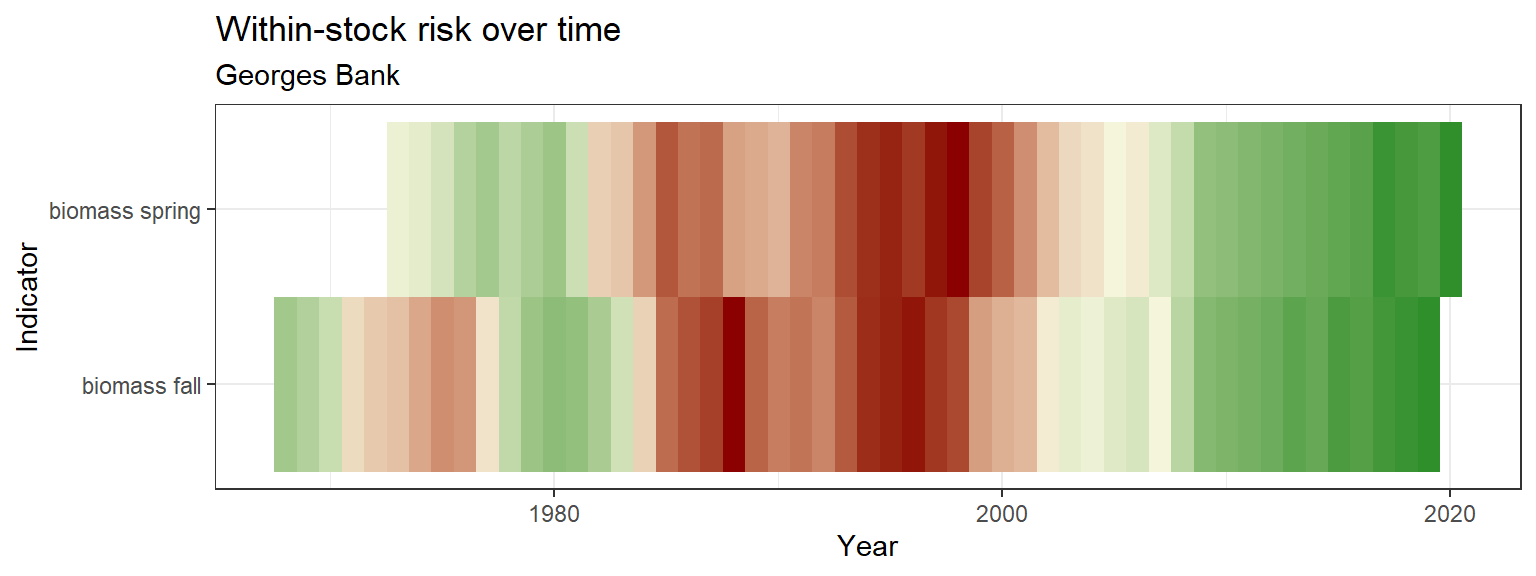 Within-stock risk over time
Georges Bank
Indicator
biomass spring
biomass fall
1980
2000
2020
Year